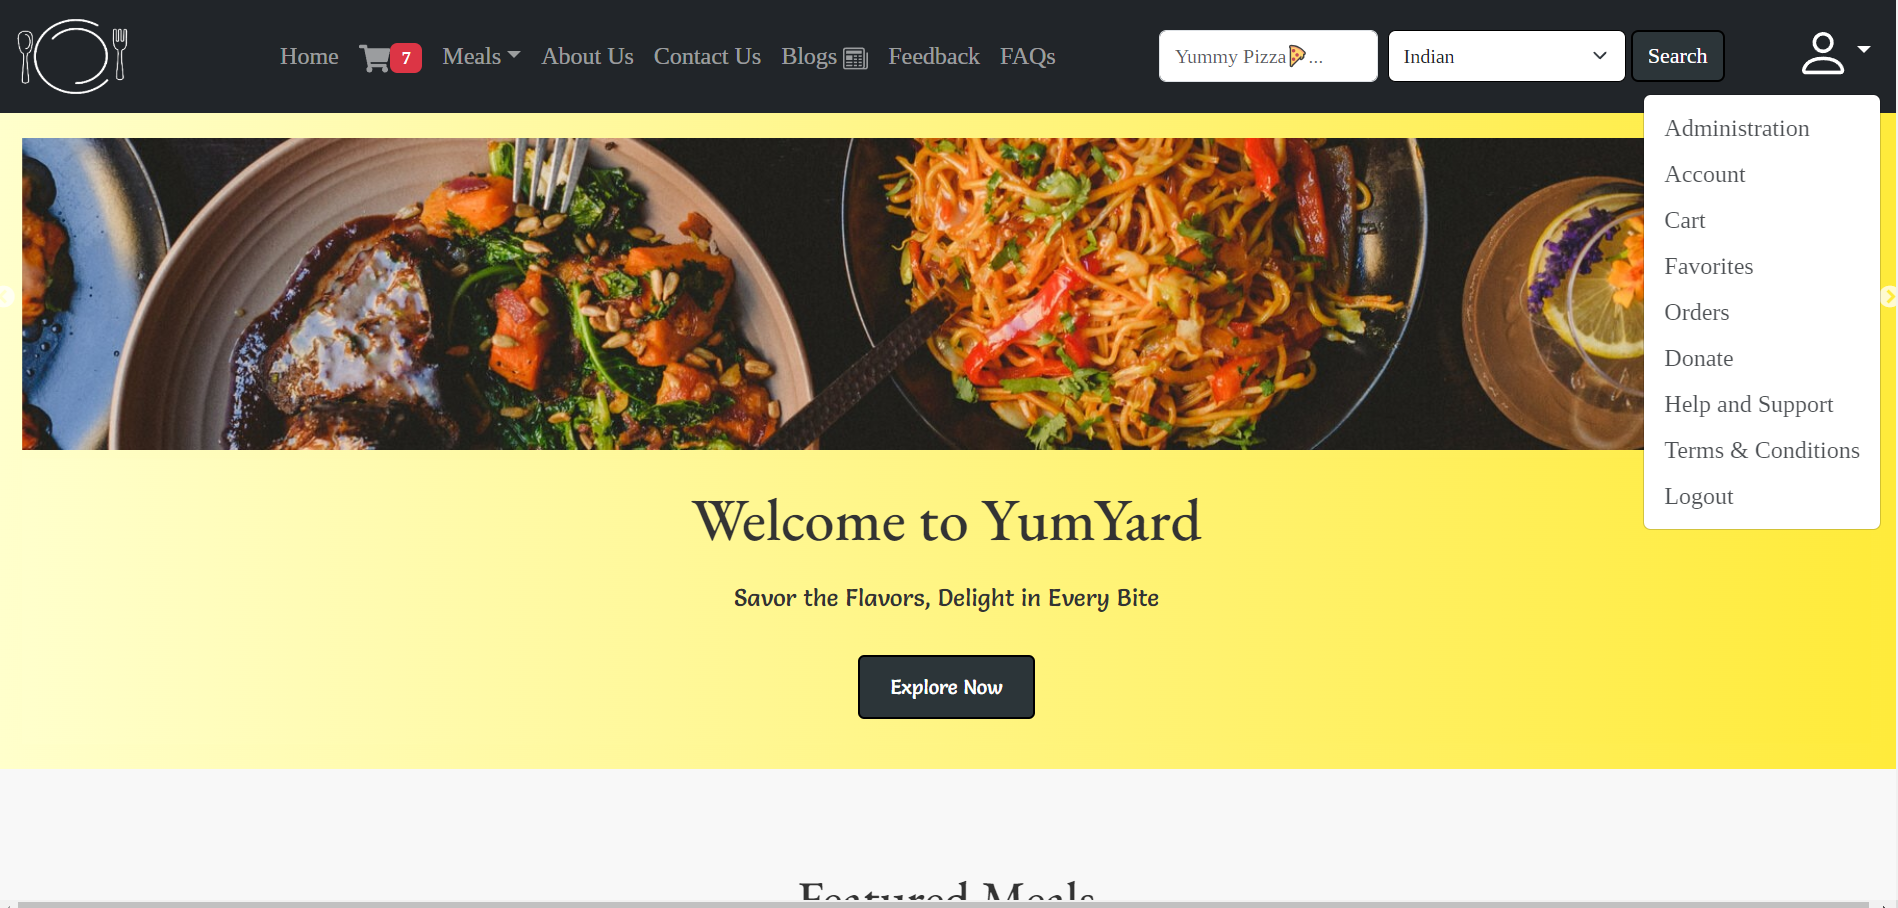 Home 7 Meals About Us Contact Us Blogs Feedback FAQs Yummy Pizza🍕... Indian Search
Administration
Account
Cart
Favorites
Orders
Donate
Help and Support
Terms & Conditions
Logout
Welcome to YumYard
Savor the Flavors, Delight in Every Bite
Explore Now
Featured Meals